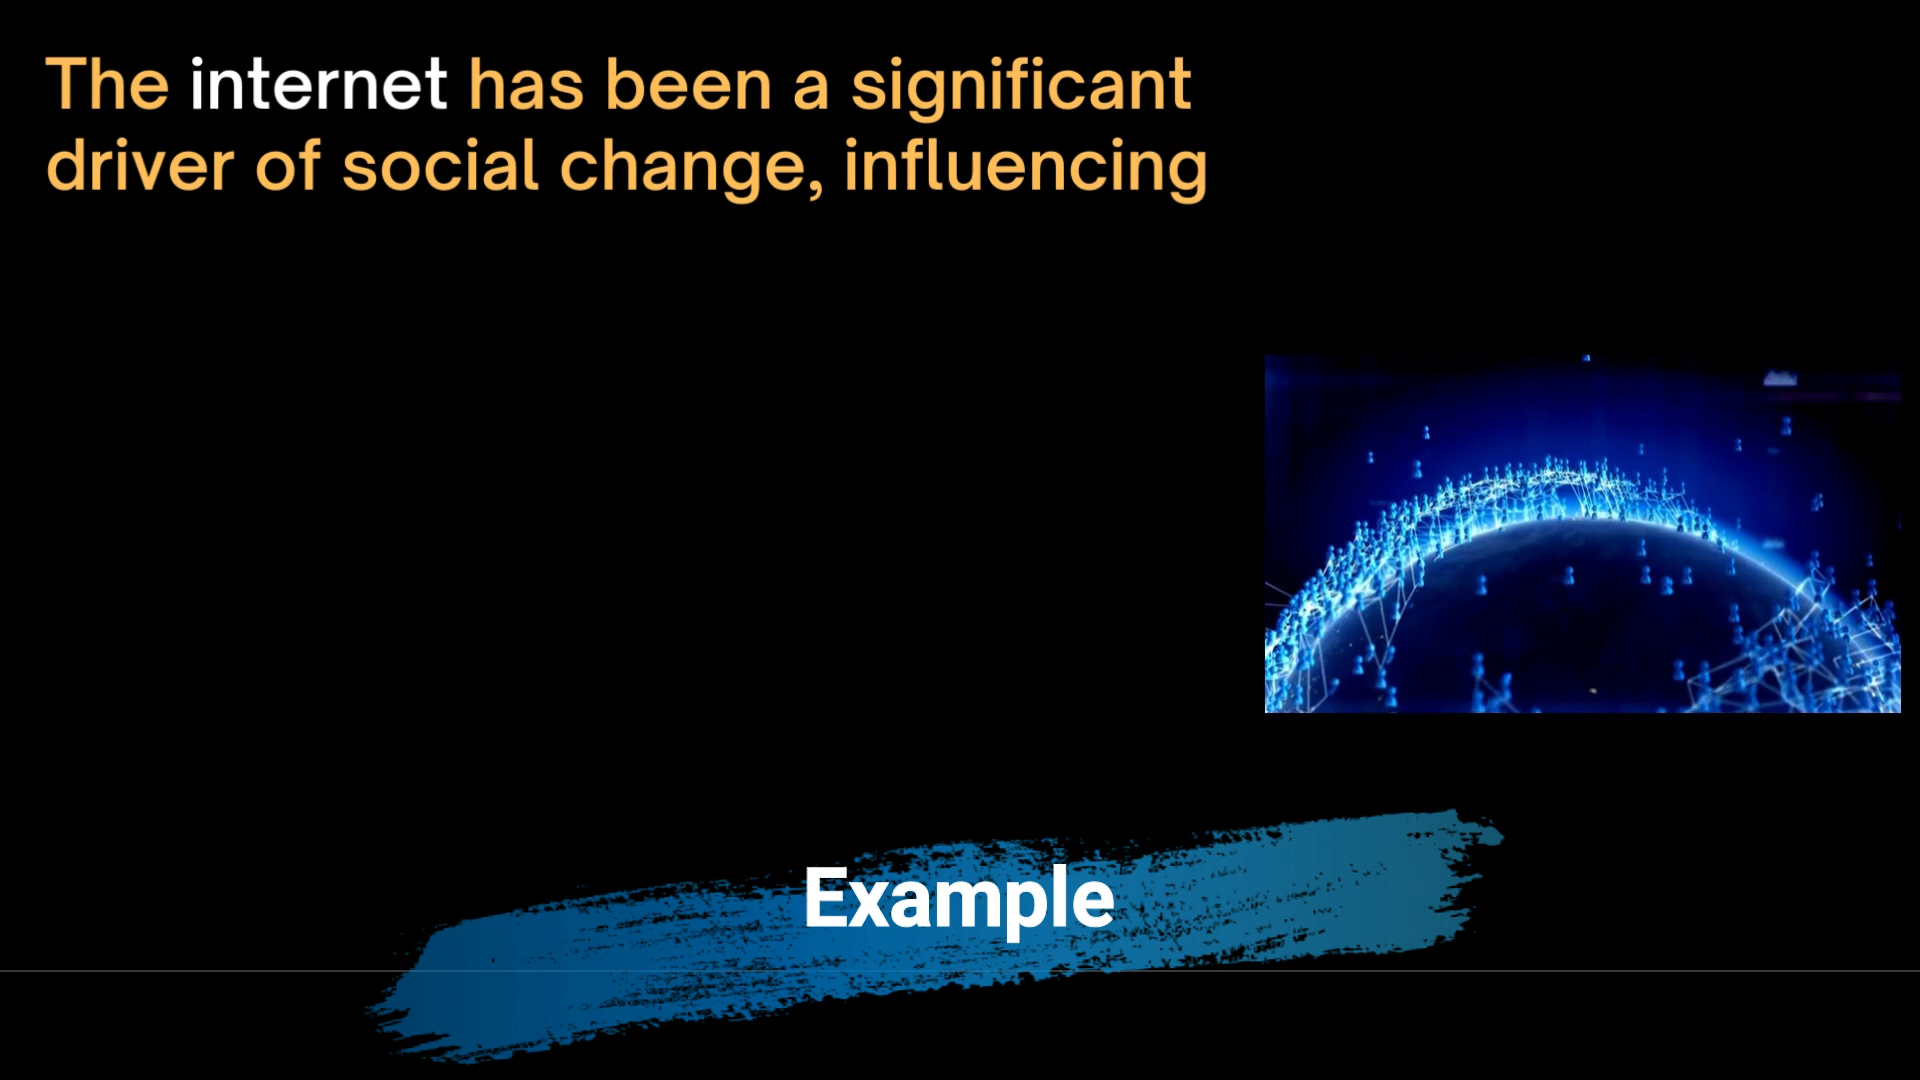 The internet has been a significant
driver of social change, influencing
Example